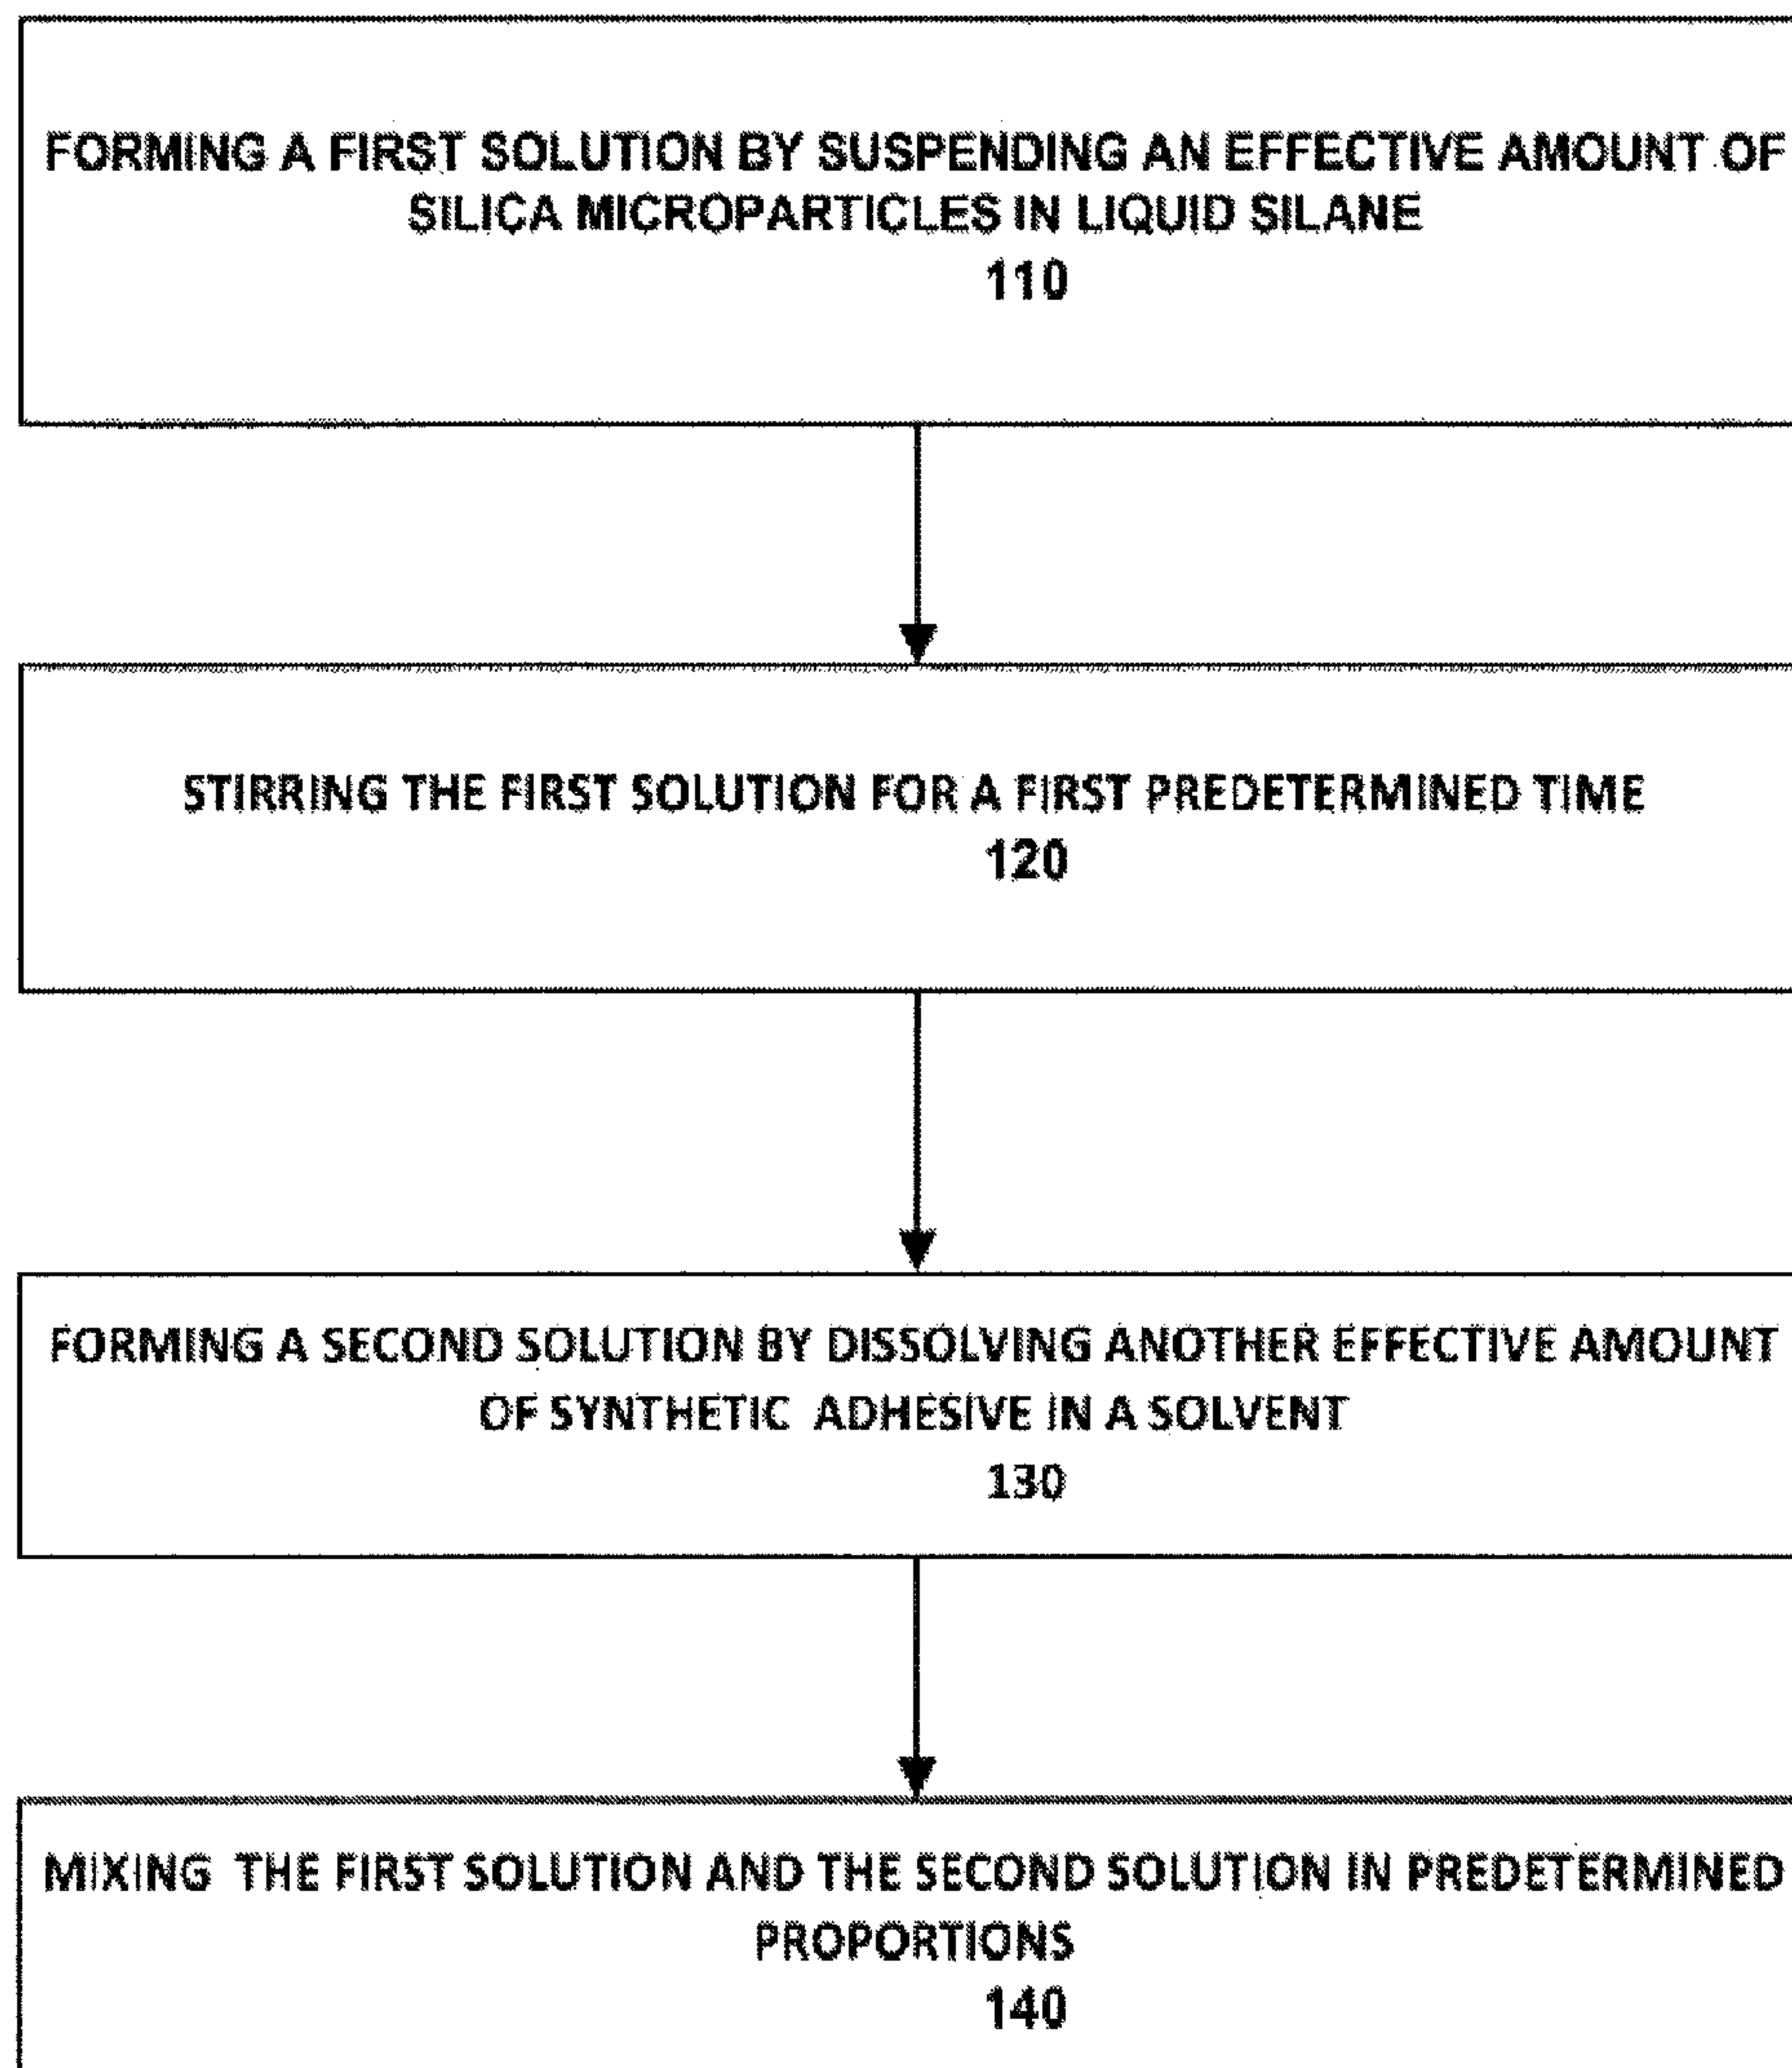 FORMING A FIRST SOLUTION BY SUSPENDING AN EFFECTIVE AMOUNT OF
SILICA MICROPARTICLES IN LIQUID SILANE
110
STIRRING THE FIRST SOLUTION FOR A FIRST PREDETERMINED TIME
120
FORMING A SECOND SOLUTION BY DISSOLVING ANOTHER EFFECTIVE AMOUNT
OF SYNTHETIC ADHESIVE IN A SOLVENT
130
MIXING THE FIRST SOLUTION AND THE SECOND SOLUTION IN PREDETERMINED
PROPORTIONS
140